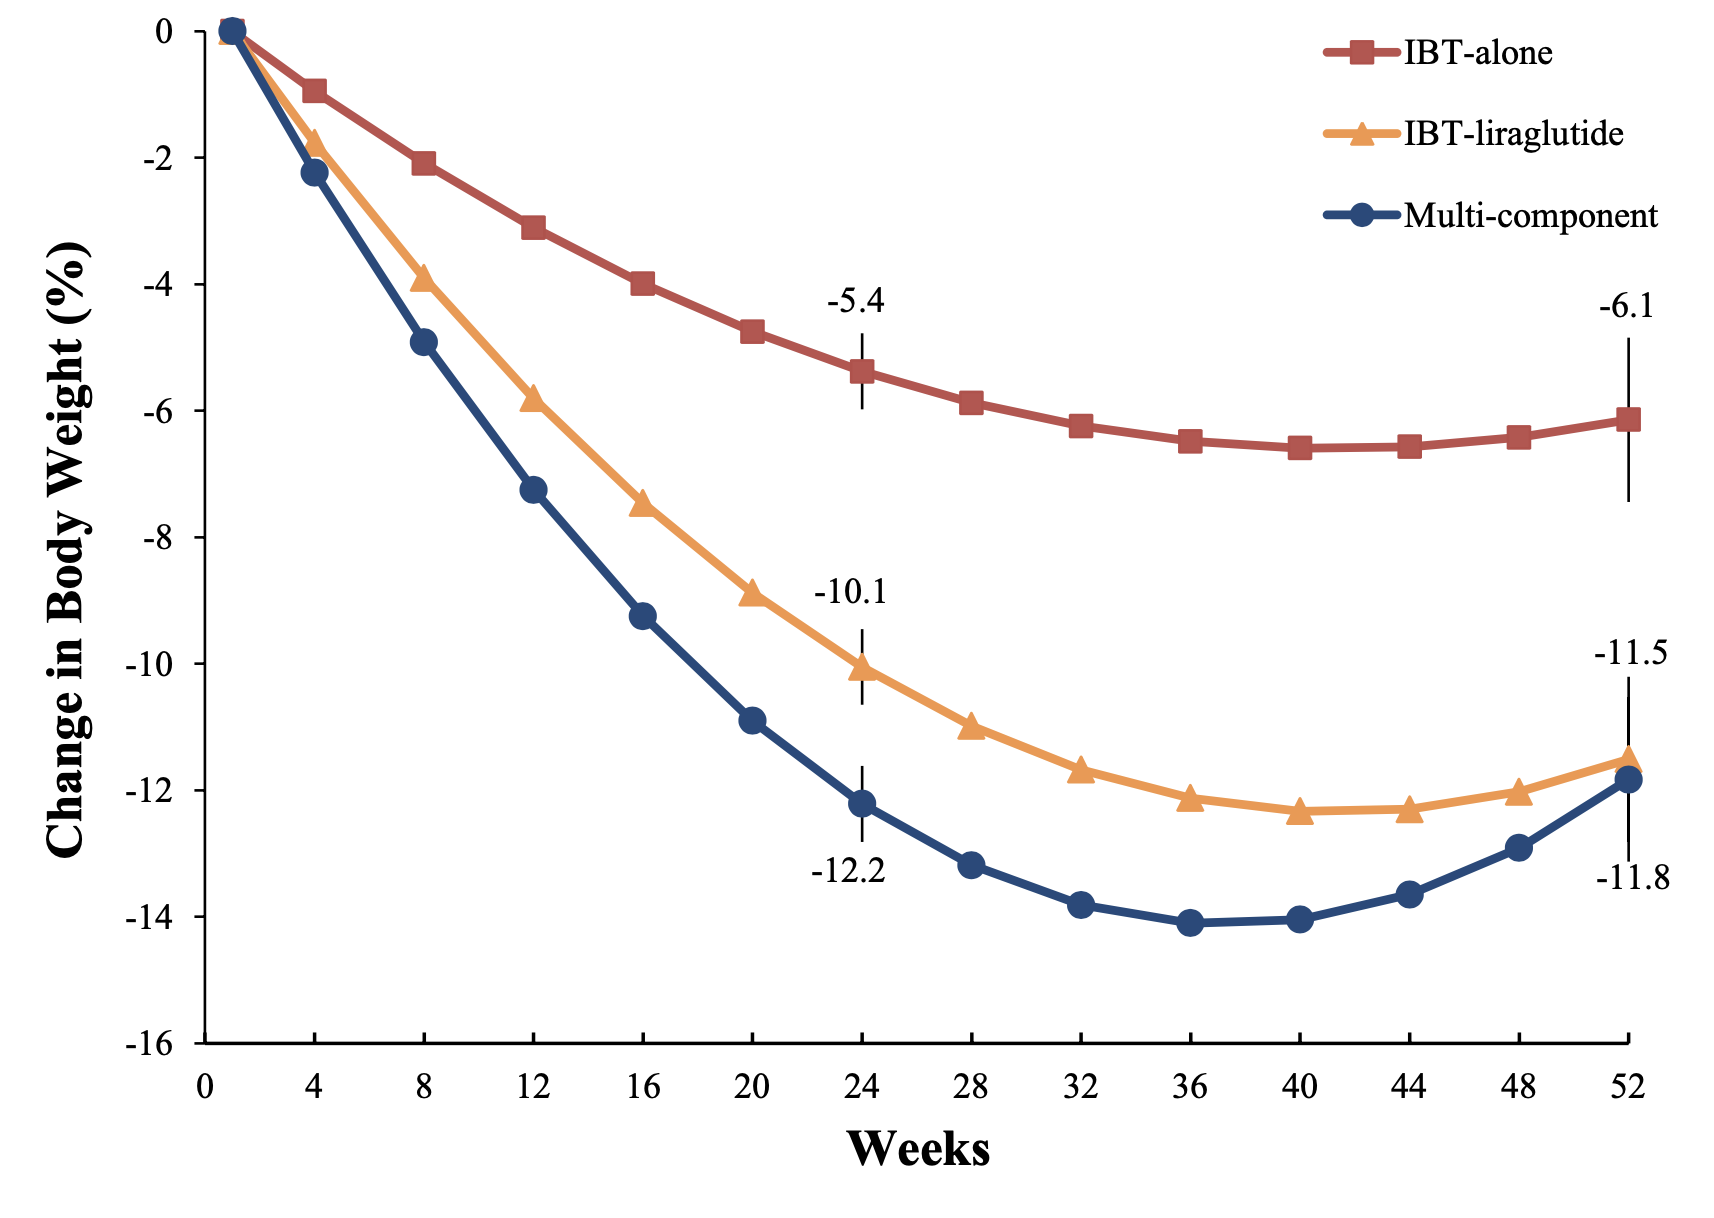 IBT-alone
IBT-liraglutide
Multi-component
Change in Body Weight (%)
0
-2
-4
-6
-8
-10
-12
-14
-16
-5.4
-6.1
-10.1
-11.5
-12.2
-11.8
0 4 8 12 16 20 24 28 32 36 40 44 48 52
Weeks